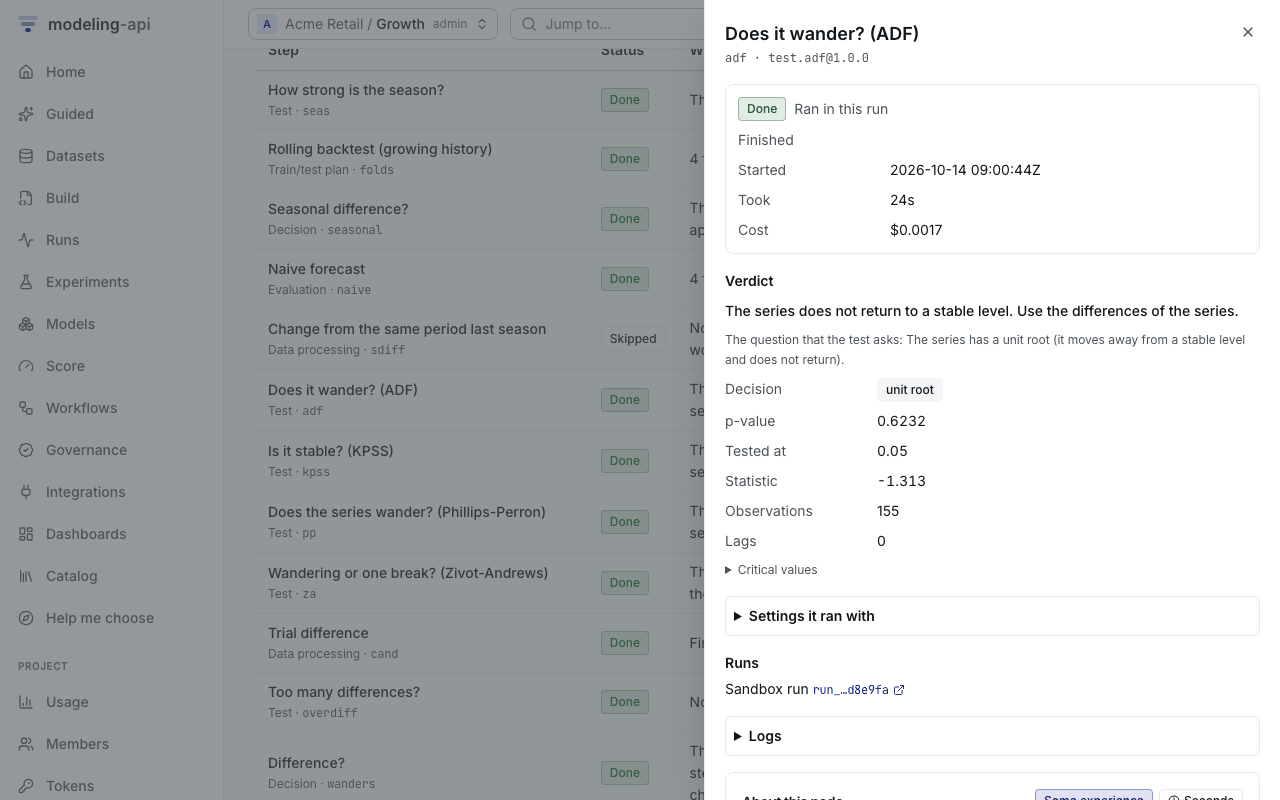 modeling-api
Home
Guided
Datasets
Build
Runs
Experiments
Models
Score
Workflows
Governance
Integrations
Dashboards
Catalog
Help me choose
PROJECT
Usage
Members
Tokens
A Acme Retail / Growth admin
Jump to...
Step Status
How strong is the season?
Test · seas
Done
Rolling backtest (growing history)
Train/test plan · folds
Done
4
Seasonal difference?
Decision · seasonal
Done
Naive forecast
Evaluation · naive
Done
4
Change from the same period last season
Data processing · sdiff
Skipped
Does it wander? (ADF)
Test · adf
Done
Is it stable? (KPSS)
Test · kpss
Done
Does the series wander? (Phillips-Perron)
Test · pp
Done
Wandering or one break? (Zivot-Andrews)
Test · za
Done
Trial difference
Data processing · cand
Done
Too many differences?
Test · overdiff
Done
Difference?
Decision · wanders
Done
Does it wander? (ADF)
adf · test.adf@1.0.0
Done Ran in this run
Finished
Started 2026-10-14 09:00:44Z
Took 24s
Cost $0.0017
Verdict
The series does not return to a stable level. Use the differences of the series.
The question that the test asks: The series has a unit root (it moves away from a stable level
and does not return).
Decision unit root
p-value 0.6232
Tested at 0.05
Statistic -1.313
Observations 155
Lags 0
Critical values
Settings it ran with
Runs
Sandbox run run_…d8e9fa
Logs
About this node Some experience Seconds